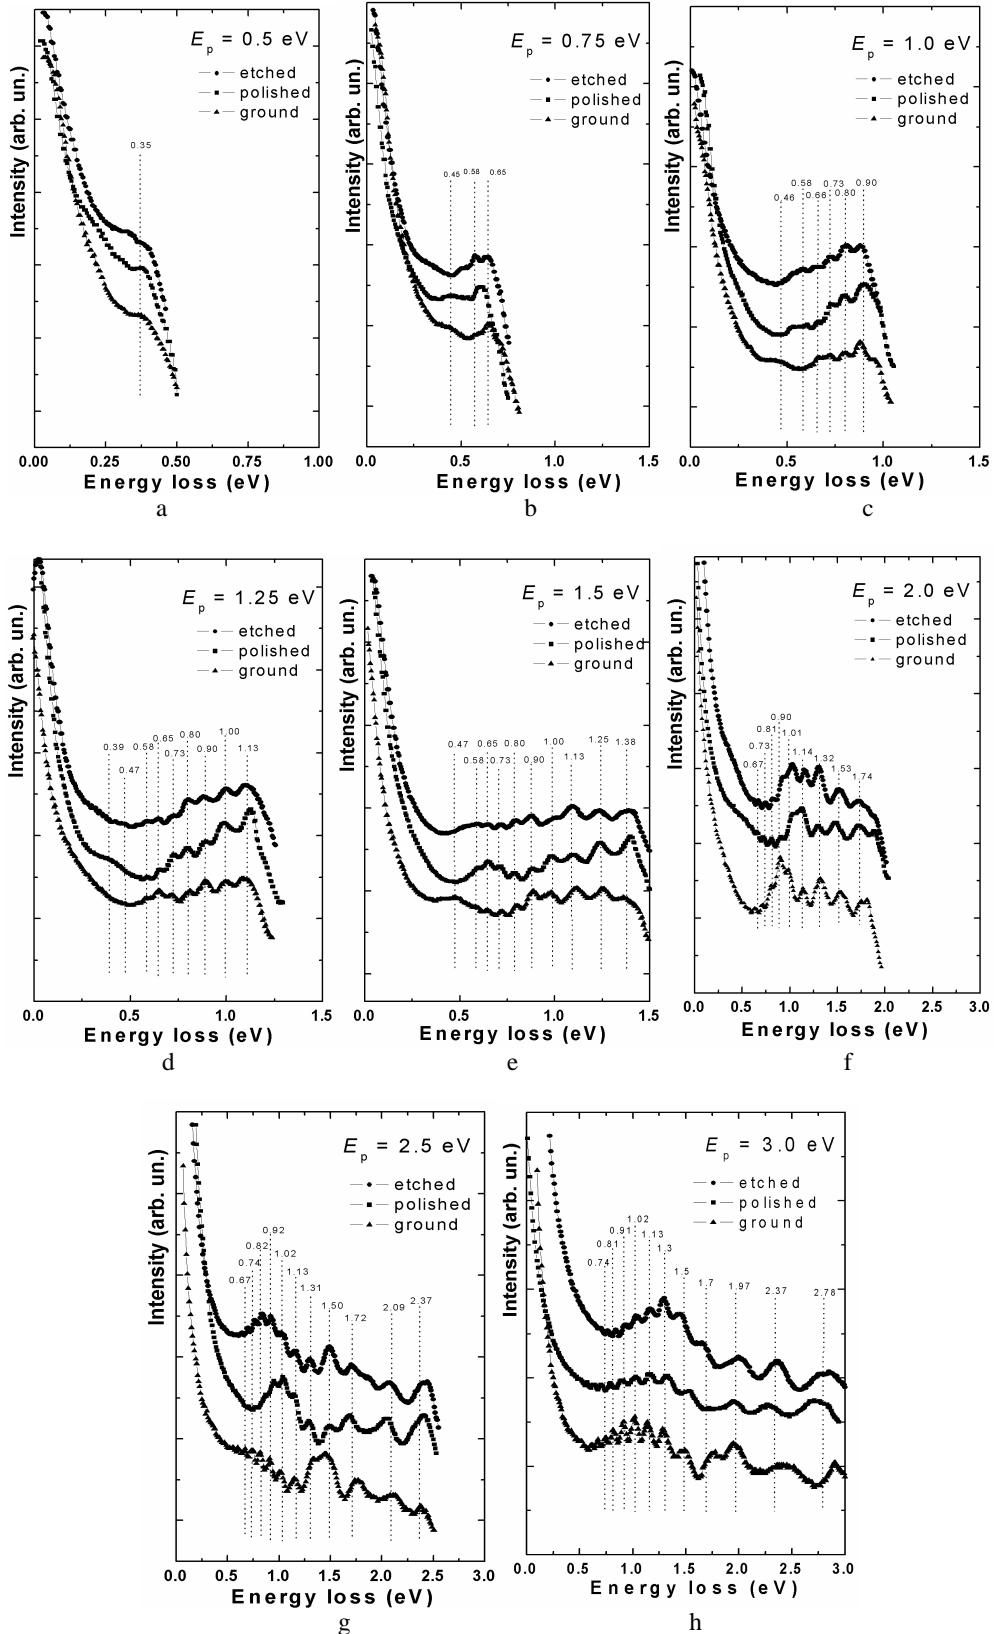 E_p = 0.5 eV
etched
polished
ground
0.35
Intensity (arb. un.)
0.00 0.25 0.50 0.75 1.00
Energy loss (eV)
a
E_p = 0.75 eV
etched
polished
ground
0.45 0.58 0.65
Intensity (arb. un.)
0.0 0.5 1.0 1.5
Energy loss (eV)
b
E_p = 1.0 eV
etched
polished
ground
0.46 0.58 0.66 0.73 0.80 0.90
Intensity (arb. un.)
0.0 0.5 1.0 1.5
Energy loss (eV)
c
E_p = 1.25 eV
etched
polished
ground
0.39 0.47 0.58 0.65 0.73 0.80 0.90 1.00 1.13
Intensity (arb. un.)
0.0 0.5 1.0 1.5
Energy loss (eV)
d
E_p = 1.5 eV
etched
polished
ground
0.47 0.58 0.65 0.73 0.80 0.90 1.00 1.13 1.25 1.38
Intensity (arb. un.)
0.0 0.5 1.0 1.5
Energy loss (eV)
e
E_p = 2.0 eV
etched
polished
ground
0.67 0.73 0.81 0.90 1.01 1.14 1.32 1.53 1.74
Intensity (arb. un.)
0.0 0.5 1.0 1.5 2.0 2.5 3.0
Energy loss (eV)
f
E_p = 2.5 eV
etched
polished
ground
0.67 0.74 0.82 0.92 1.02 1.13 1.31 1.50 1.72 2.09 2.37
Intensity (arb. un.)
0.0 0.5 1.0 1.5 2.0 2.5 3.0
Energy loss (eV)
g
E_p = 3.0 eV
etched
polished
ground
0.74 0.81 0.91 1.02 1.13 1.3 1.5 1.7 1.97 2.37 2.78
Intensity (arb. un.)
0.0 0.5 1.0 1.5 2.0 2.5 3.0
Energy loss (eV)
h